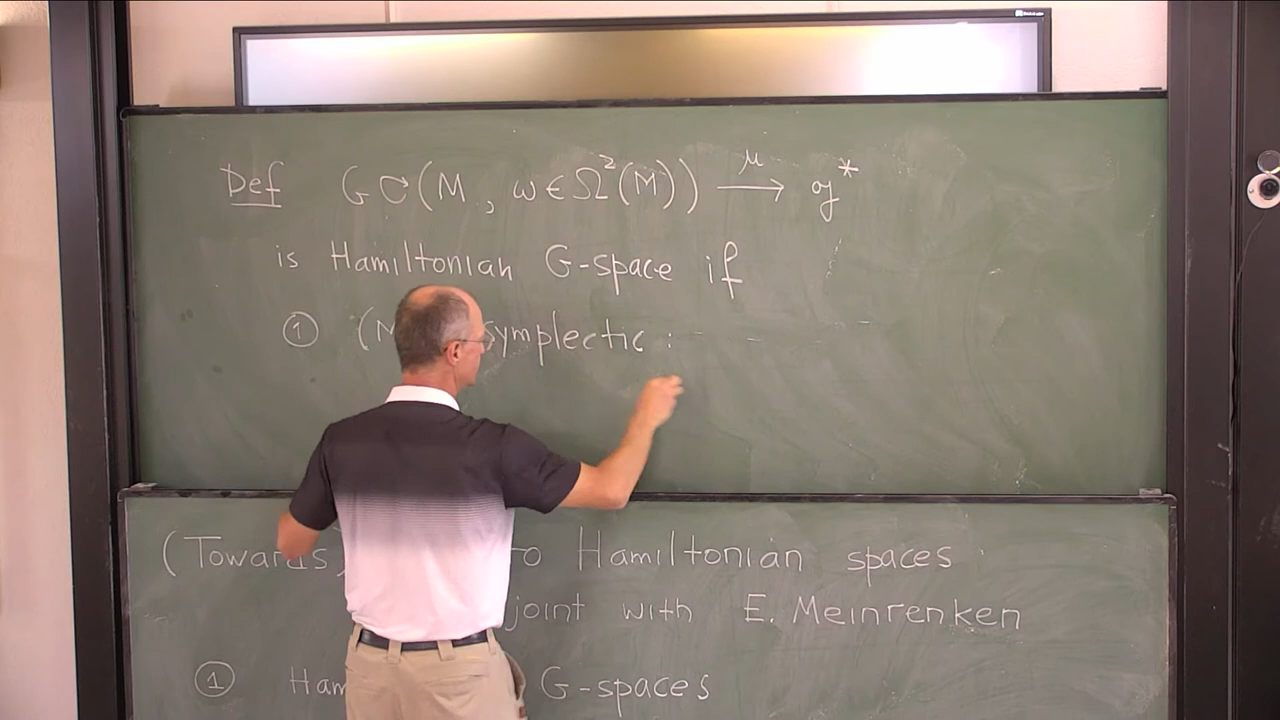 Def G ↻ (M, ω ∈ Ω²(M)) →^μ 𝔤*
is Hamiltonian G-space if
① (M symplectic :
(Towards) to Hamiltonian spaces
joint with E. Meinrenken
① Ham G-spaces